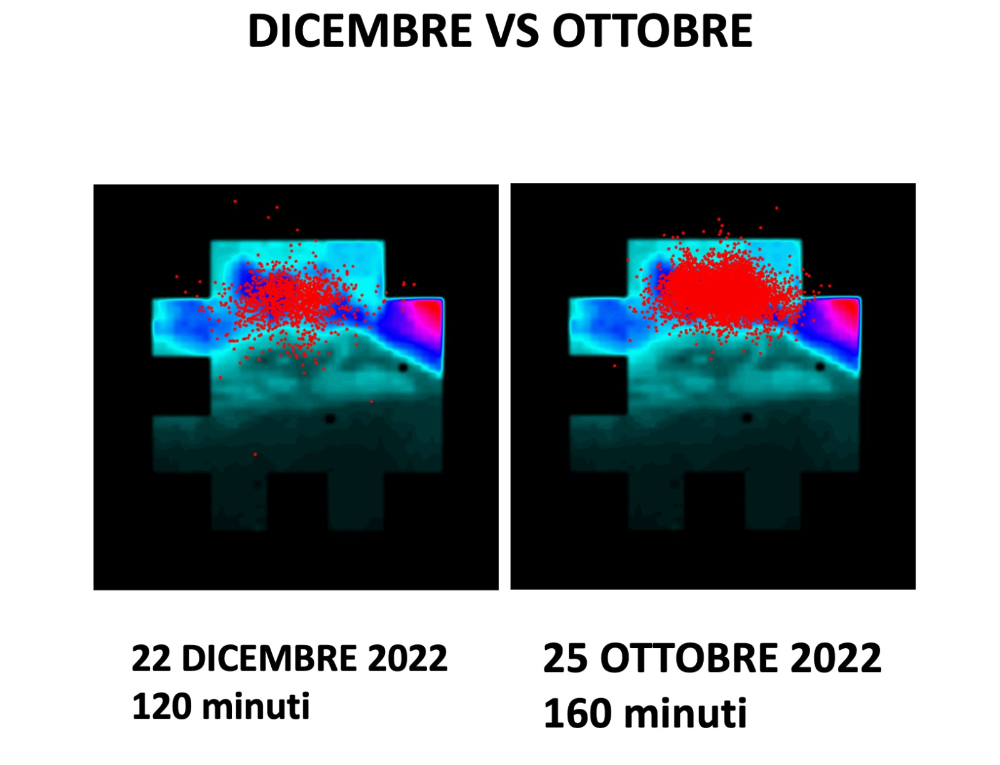 DICEMBRE VS OTTOBRE
22 DICEMBRE 2022
120 minuti
25 OTTOBRE 2022
160 minuti